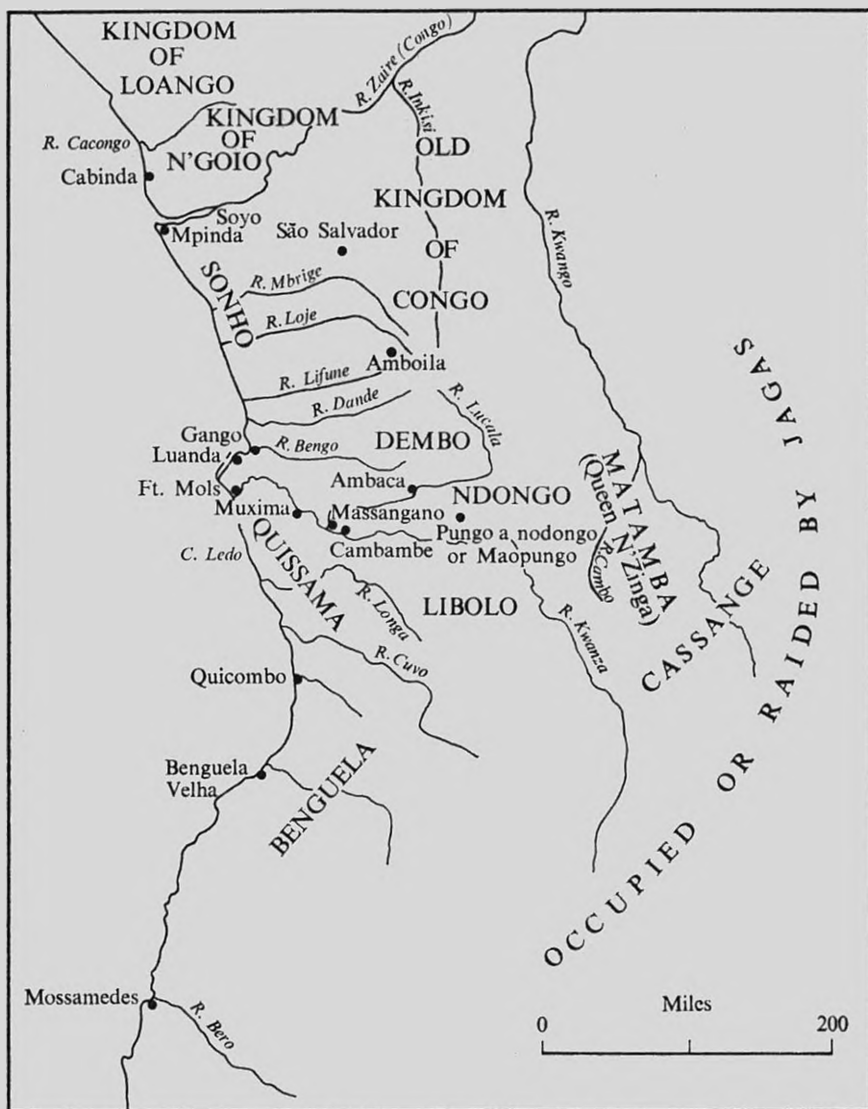 KINGDOM
OF
LOANGO
R. Zaire (Congo)
R. Inkisi
KINGDOM
OF
N'GOIO
R. Cacongo
Cabinda
OLD
KINGDOM
OF
CONGO
Soyo
Mpinda
São Salvador
SONHO
R. Mbrige
R. Loje
R. Kwango
Amboila
R. Lifune
R. Dande
R. Lucala
Gango
Luanda
R. Bengo
DEMBO
Ft. Mols
Muxima
Ambaca
NDONGO
Massangano
Cambambe
Pungo a nodongo
or Maopungo
MATAMBA
(Queen N'Zinga)
R. Cambo
C. Ledo
QUISSAMA
R. Longa
LIBOLO
R. Kwanza
CASSANGE
R. Cuvo
Quicombo
Benguela
Velha
BENGUELA
OCCUPIED OR RAIDED BY JAGAS
Mossamedes
R. Bero
Miles
0 200